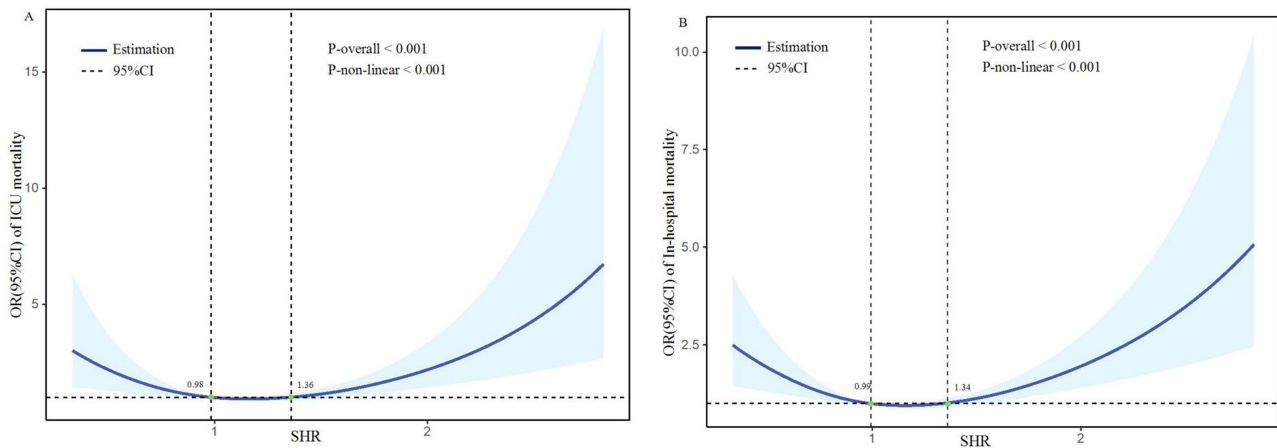 A
Estimation
95%CI
P-overall < 0.001
P-non-linear < 0.001
OR(95%CI) of ICU mortality
15
10
5
0.98
1.36
1
2
SHR
B
Estimation
95%CI
P-overall < 0.001
P-non-linear < 0.001
OR(95%CI) of In-hospital mortality
10.0
7.5
5.0
2.5
0.99
1.34
1
2
SHR